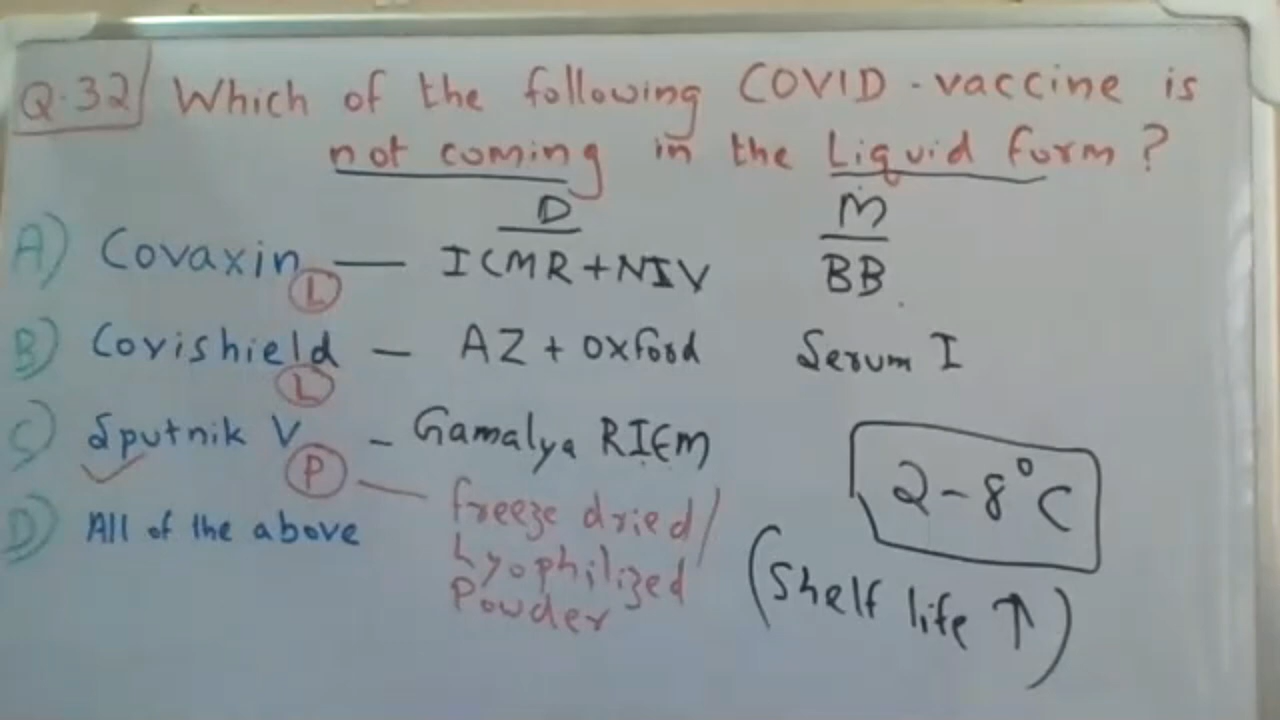 Q.32 Which of the following COVID-vaccine is
not coming in the Liquid form?
D M
A) Covaxin — ICMR+NIV BB
L
B) Covishield — AZ + Oxford Serum I
L
C) Sputnik V – Gamalya RIEM
P — freeze dried/
Lyophilized
Powder
D) All of the above
2-8°C
(Shelf life ↑)